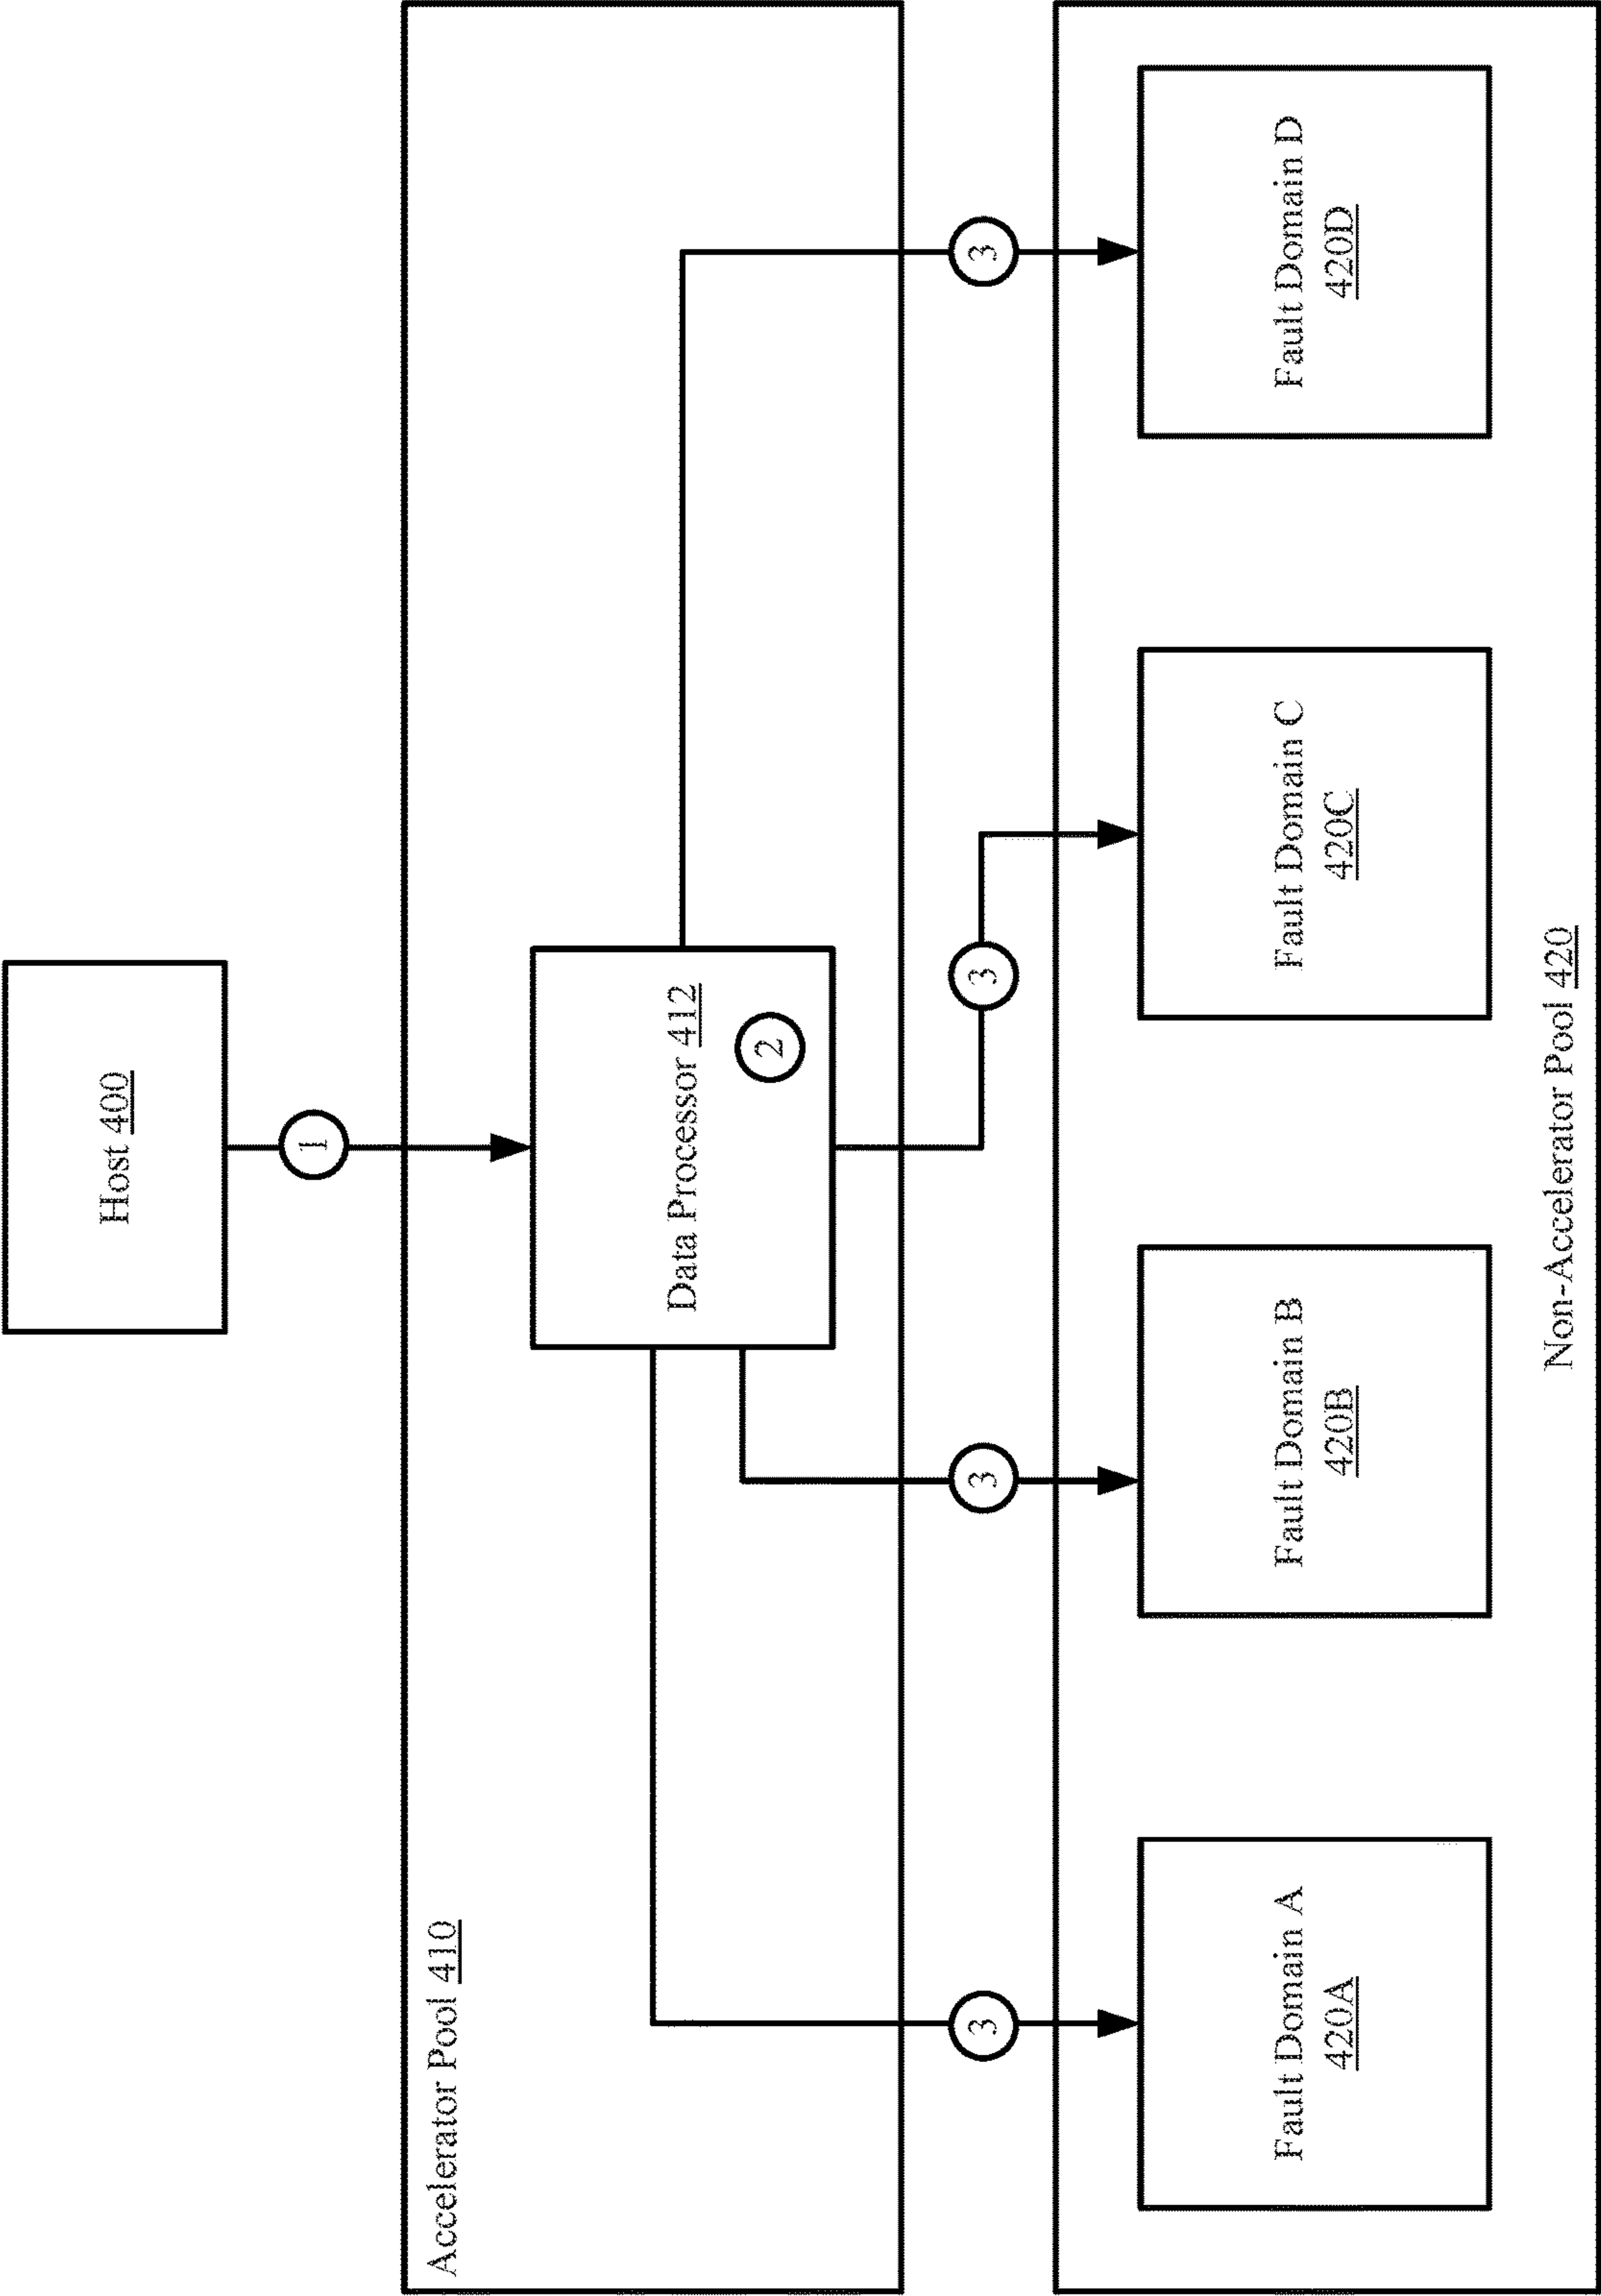 Host 400
1
Accelerator Pool 410
Data Processor 412
2
3
3
3
3
Fault Domain A
420A
Fault Domain B
420B
Fault Domain C
420C
Fault Domain D
420D
Non-Accelerator Pool 420